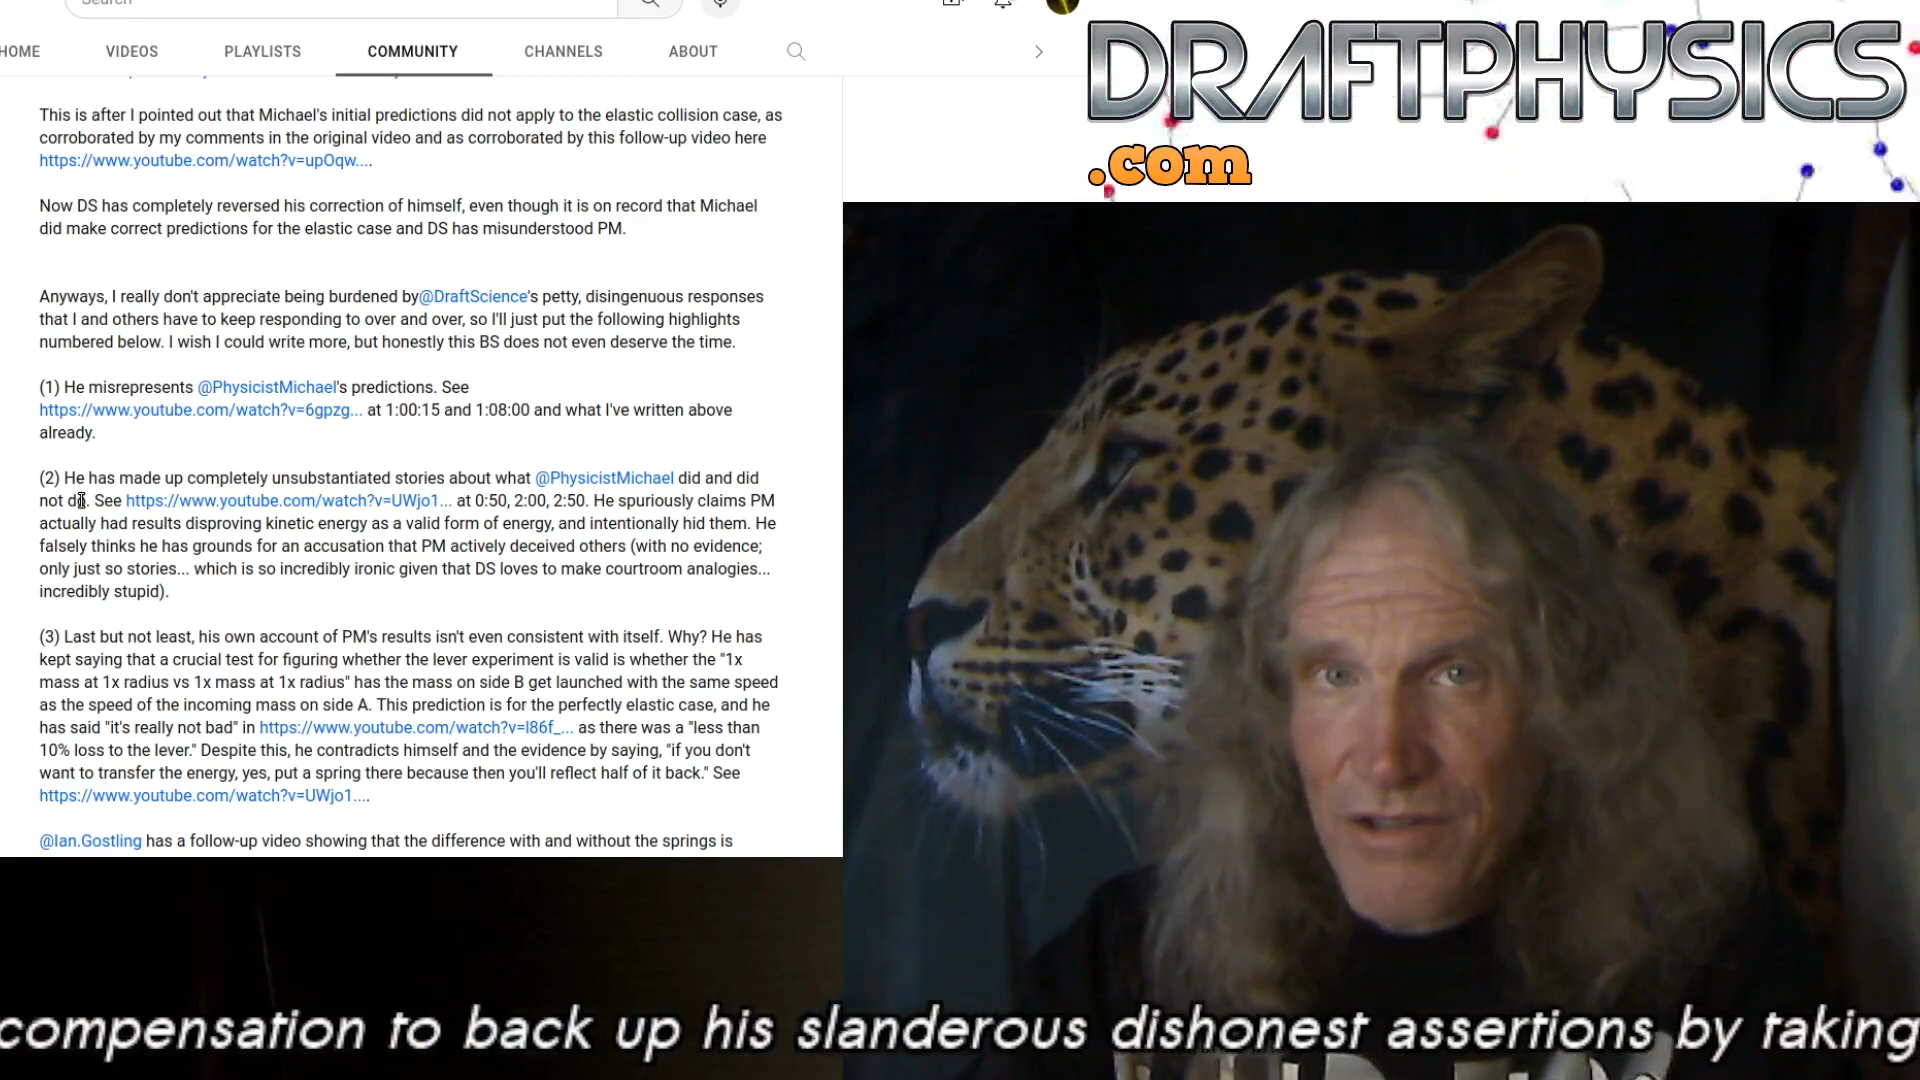 Search
HOME VIDEOS PLAYLISTS COMMUNITY CHANNELS ABOUT
DRAFTPHYSICS
.com
This is after I pointed out that Michael's initial predictions did not apply to the elastic collision case, as
corroborated by my comments in the original video and as corroborated by this follow-up video here
https://www.youtube.com/watch?v=upOqw....
Now DS has completely reversed his correction of himself, even though it is on record that Michael
did make correct predictions for the elastic case and DS has misunderstood PM.
Anyways, I really don't appreciate being burdened by@DraftScience's petty, disingenuous responses
that I and others have to keep responding to over and over, so I'll just put the following highlights
numbered below. I wish I could write more, but honestly this BS does not even deserve the time.
(1) He misrepresents @PhysicistMichael's predictions. See
https://www.youtube.com/watch?v=6gpzg... at 1:00:15 and 1:08:00 and what I've written above
already.
(2) He has made up completely unsubstantiated stories about what @PhysicistMichael did and did
not do. See https://www.youtube.com/watch?v=UWjo1... at 0:50, 2:00, 2:50. He spuriously claims PM
actually had results disproving kinetic energy as a valid form of energy, and intentionally hid them. He
falsely thinks he has grounds for an accusation that PM actively deceived others (with no evidence;
only just so stories... which is so incredibly ironic given that DS loves to make courtroom analogies...
incredibly stupid).
(3) Last but not least, his own account of PM's results isn't even consistent with itself. Why? He has
kept saying that a crucial test for figuring whether the lever experiment is valid is whether the "1x
mass at 1x radius vs 1x mass at 1x radius" has the mass on side B get launched with the same speed
as the speed of the incoming mass on side A. This prediction is for the perfectly elastic case, and he
has said "it's really not bad" in https://www.youtube.com/watch?v=l86f_... as there was a "less than
10% loss to the lever." Despite this, he contradicts himself and the evidence by saying, "if you don't
want to transfer the energy, yes, put a spring there because then you'll reflect half of it back." See
https://www.youtube.com/watch?v=UWjo1....
@Ian.Gostling has a follow-up video showing that the difference with and without the springs is
compensation to back up his slanderous dishonest assertions by taking